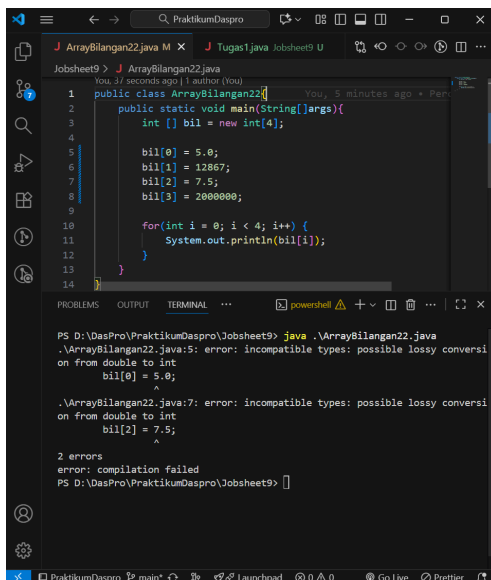 PraktikumDaspro
J ArrayBilangan22.java M × J Tugas1.java Jobsheet9 U
Jobsheet9 > J ArrayBilangan22.java
You, 37 seconds ago | 1 author (You)
1 public class ArrayBilangan22{ You, 5 minutes ago •
2 public static void main(String[]args){
3 int [] bil = new int[4];
4
5 bil[0] = 5.0;
6 bil[1] = 12867;
7 bil[2] = 7.5;
8 bil[3] = 2000000;
9
10 for(int i = 0; i < 4; i++) {
11 System.out.println(bil[i]);
12 }
13 }
14 }
PROBLEMS OUTPUT TERMINAL ··· powershell
PS D:\DasPro\PraktikumDaspro\Jobsheet9> java .\ArrayBilangan22.java
.\ArrayBilangan22.java:5: error: incompatible types: possible lossy conversi
on from double to int
bil[0] = 5.0;
^
.\ArrayBilangan22.java:7: error: incompatible types: possible lossy conversi
on from double to int
bil[2] = 7.5;
^
2 errors
error: compilation failed
PS D:\DasPro\PraktikumDaspro\Jobsheet9>
7
PraktikumDaspro main* Launchpad 0 0 Go Live Prettier